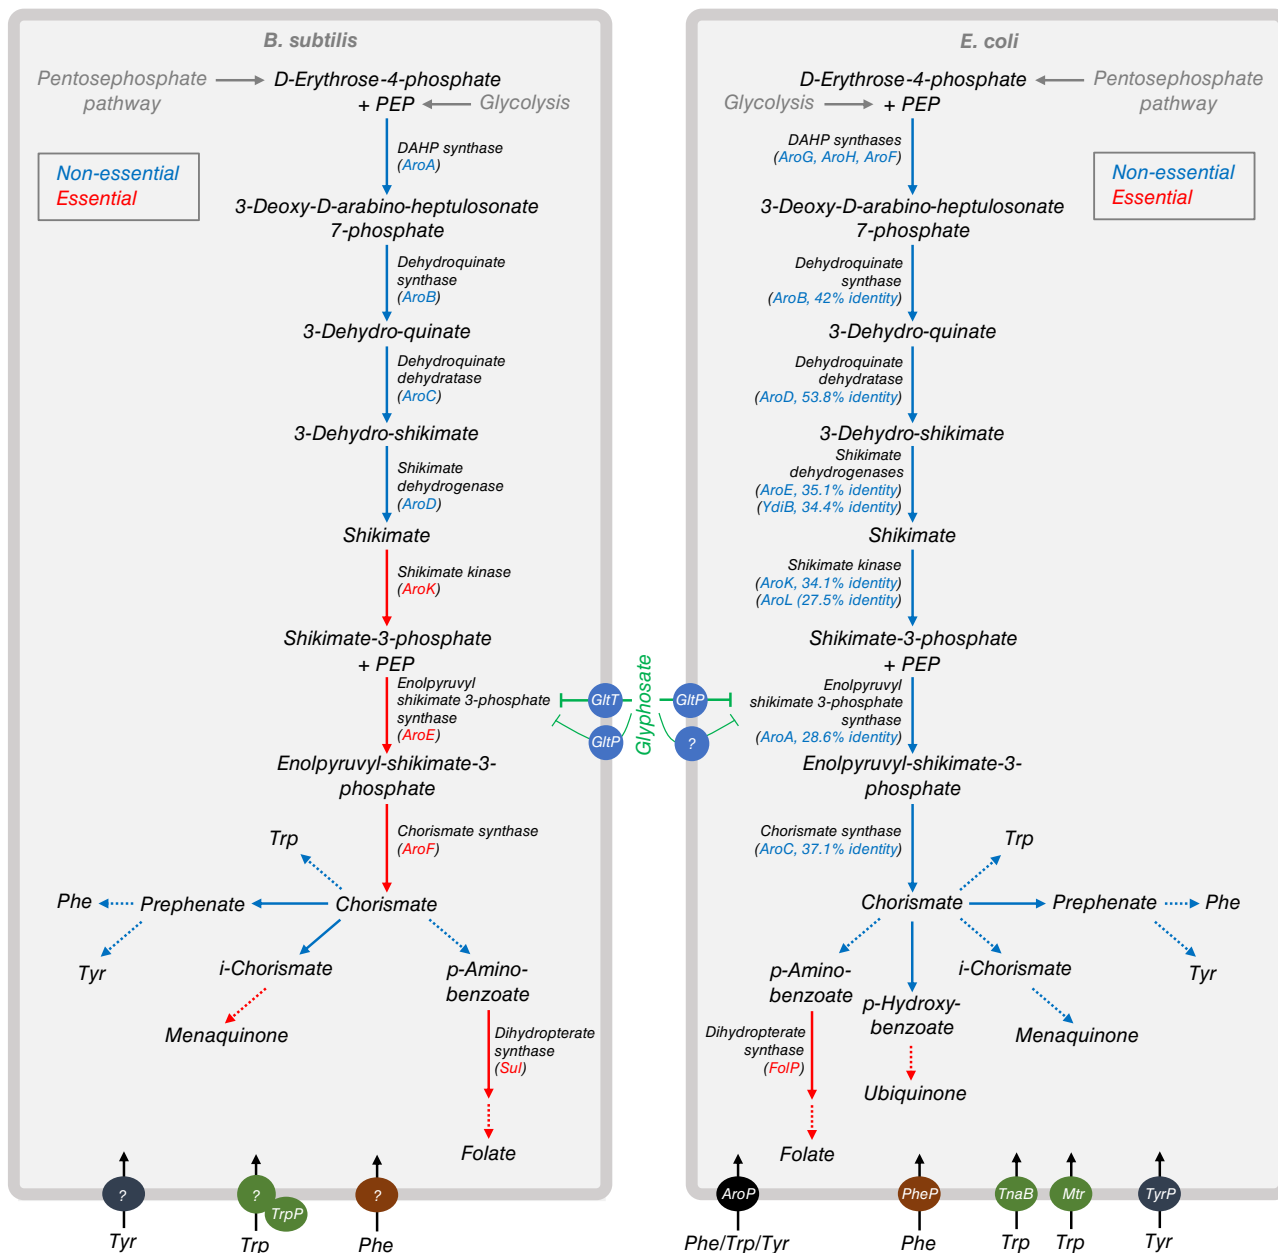 B. subtilis
Pentosephosphate
pathway
D-Erythrose-4-phosphate
+ PEP
Glycolysis
DAHP synthase
(AroA)
Non-essential
Essential
3-Deoxy-D-arabino-heptulosonate
7-phosphate
Dehydroquinate
synthase
(AroB)
3-Dehydro-quinate
Dehydroquinate
dehydratase
(AroC)
3-Dehydro-shikimate
Shikimate
dehydrogenase
(AroD)
Shikimate
Shikimate kinase
(AroK)
Shikimate-3-phosphate
+ PEP
Enolpyruvyl
shikimate 3-phosphate
synthase
(AroE)
Enolpyruvyl-shikimate-3-
phosphate
Chorismate synthase
(AroF)
Trp
Phe
Prephenate
Chorismate
Tyr
i-Chorismate
p-Amino-
benzoate
Menaquinone
Dihydropterate
synthase
(Sul)
Folate
?
?
TrpP
?
Tyr
Trp
Phe
GltT
GltP
Glyphosate
GltP
?
E. coli
D-Erythrose-4-phosphate
Pentosephosphate
pathway
Glycolysis
+ PEP
DAHP synthases
(AroG, AroH, AroF)
Non-essential
Essential
3-Deoxy-D-arabino-heptulosonate
7-phosphate
Dehydroquinate
synthase
(AroB, 42% identity)
3-Dehydro-quinate
Dehydroquinate
dehydratase
(AroD, 53.8% identity)
3-Dehydro-shikimate
Shikimate
dehydrogenases
(AroE, 35.1% identity)
(YdiB, 34.4% identity)
Shikimate
Shikimate kinase
(AroK, 34.1% identity)
(AroL (27.5% identity)
Shikimate-3-phosphate
+ PEP
Enolpyruvyl
shikimate 3-phosphate
synthase
(AroA, 28.6% identity)
Enolpyruvyl-shikimate-3-
phosphate
Chorismate synthase
(AroC, 37.1% identity)
Trp
Chorismate
Prephenate
Phe
p-Amino-
benzoate
p-Hydroxy-
benzoate
i-Chorismate
Tyr
Menaquinone
Dihydropterate
synthase
(FolP)
Ubiquinone
Folate
AroP
PheP
TnaB
Mtr
TyrP
Phe/Trp/Tyr
Phe
Trp
Trp
Tyr